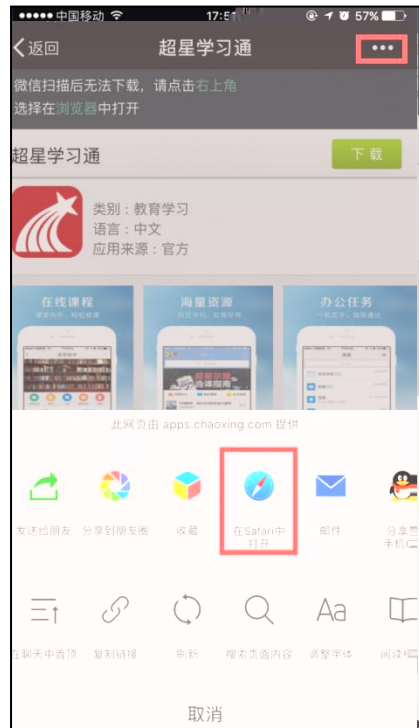 中国移动 17:5 57%
返回 超星学习通
微信扫描后无法下载，请点击右上角
选择在浏览器中打开
超星学习通 下载
类别：教育学习
语言：中文
应用来源：官方
在线课程 海量资源 办公任务
此网页由 apps.chaoxing.com 提供
发送给朋友 分享到朋友圈 收藏 在Safari中 邮件 分享
打开 手机
在聊天中置顶 复制链接 刷新 搜索页面内容 调整字体 阅读
取消